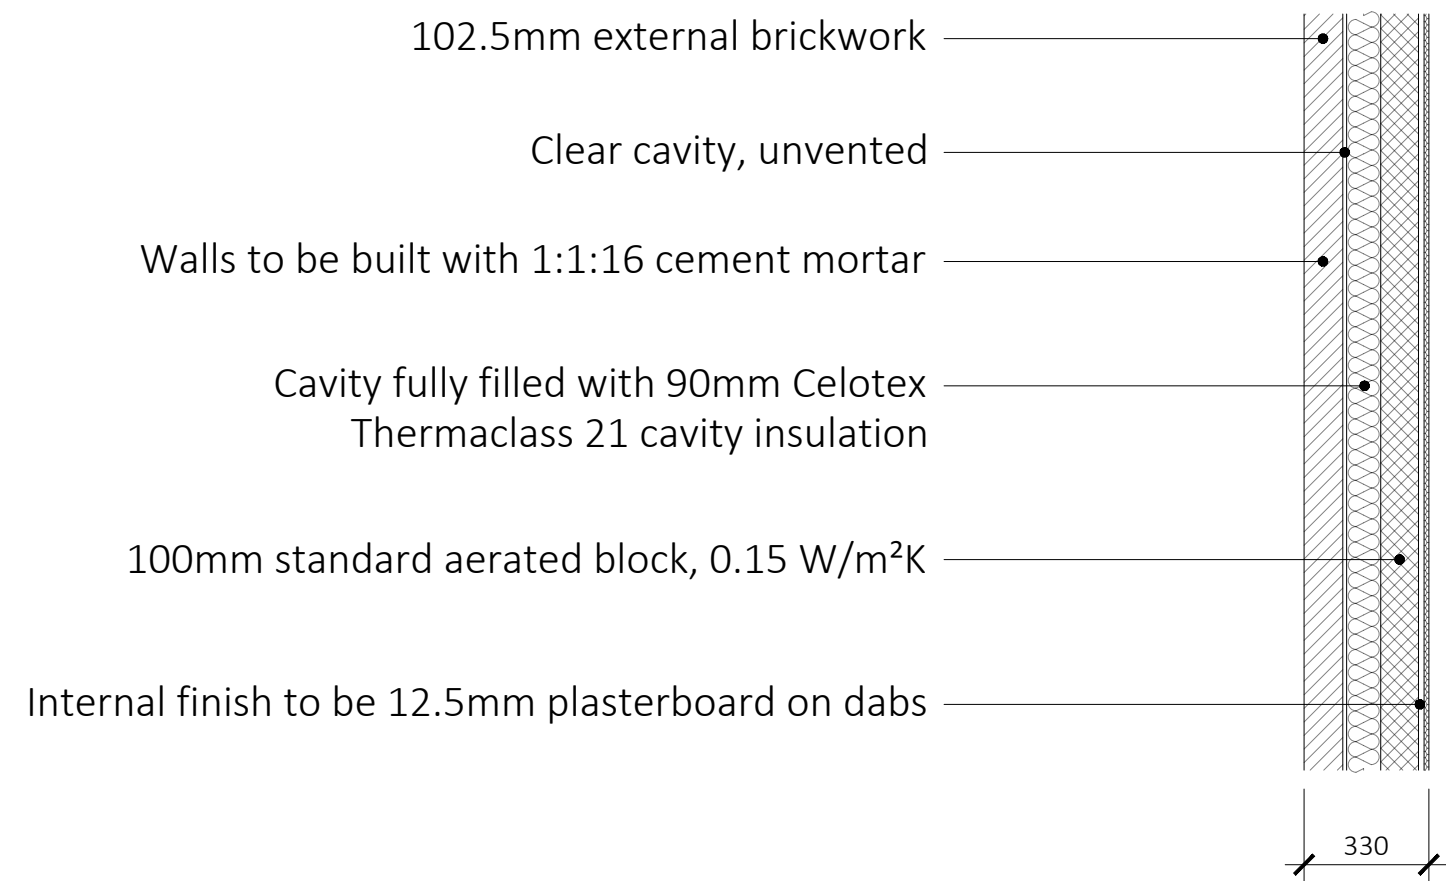 102.5mm external brickwork
Clear cavity, unvented
Walls to be built with 1:1:16 cement mortar
Cavity fully filled with 90mm Celotex
Thermaclass 21 cavity insulation
100mm standard aerated block, 0.15 W/m²K
Internal finish to be 12.5mm plasterboard on dabs
330